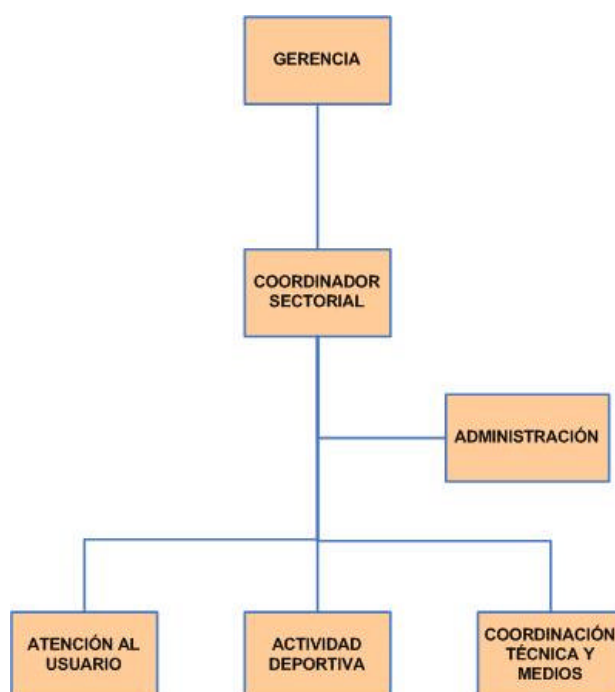 GERENCIA
COORDINADOR
SECTORIAL
ADMINISTRACIÓN
ATENCIÓN AL
USUARIO
ACTIVIDAD
DEPORTIVA
COORDINACIÓN
TÉCNICA Y
MEDIOS